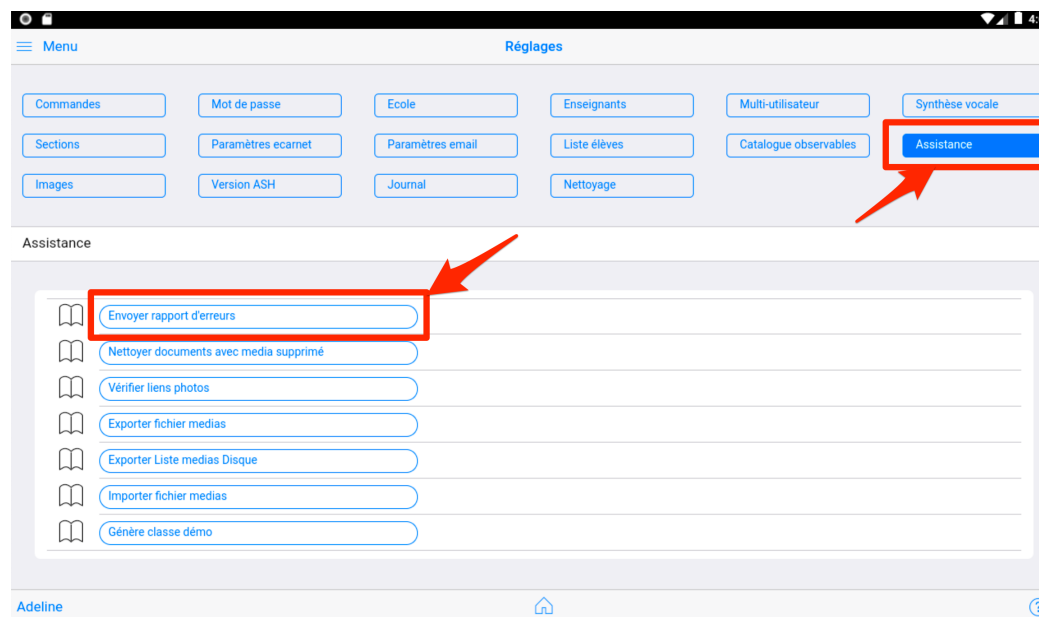 4:
Menu
Réglages
Commandes
Mot de passe
Ecole
Enseignants
Multi-utilisateur
Synthèse vocale
Sections
Paramètres ecarnet
Paramètres email
Liste élèves
Catalogue observables
Assistance
Images
Version ASH
Journal
Nettoyage
Assistance
Envoyer rapport d'erreurs
Nettoyer documents avec media supprimé
Vérifier liens photos
Exporter fichier medias
Exporter Liste medias Disque
Importer fichier medias
Génère classe démo
Adeline
?